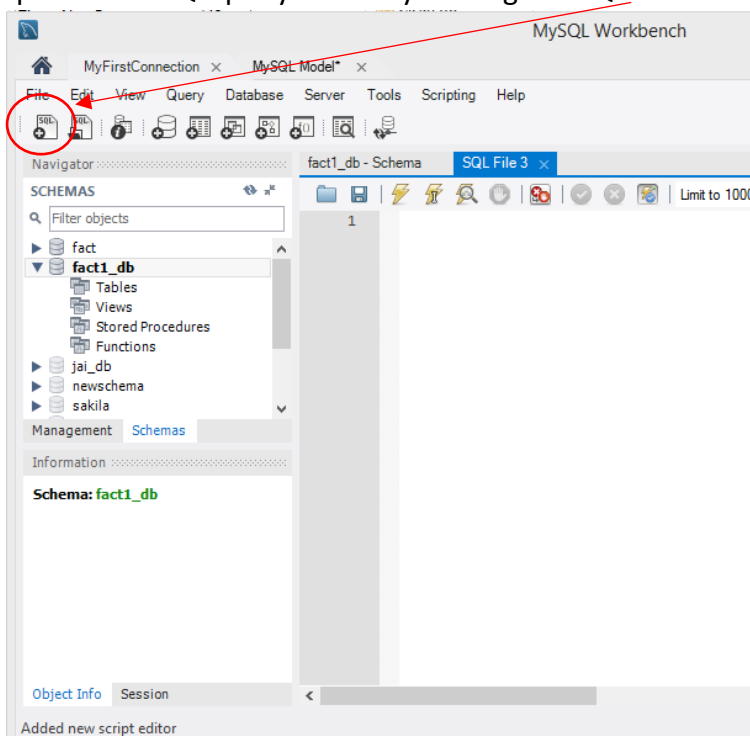 MySQL Workbench
MyFirstConnection × MySQL Model* ×
File Edit View Query Database Server Tools Scripting Help
SQL SQL
Navigator fact1_db - Schema SQL File 3 ×
SCHEMAS Limit to 1000
Filter objects 1
fact
fact1_db
Tables
Views
Stored Procedures
Functions
jai_db
newschema
sakila
Management Schemas
Information
Schema: fact1_db
Object Info Session
Added new script editor